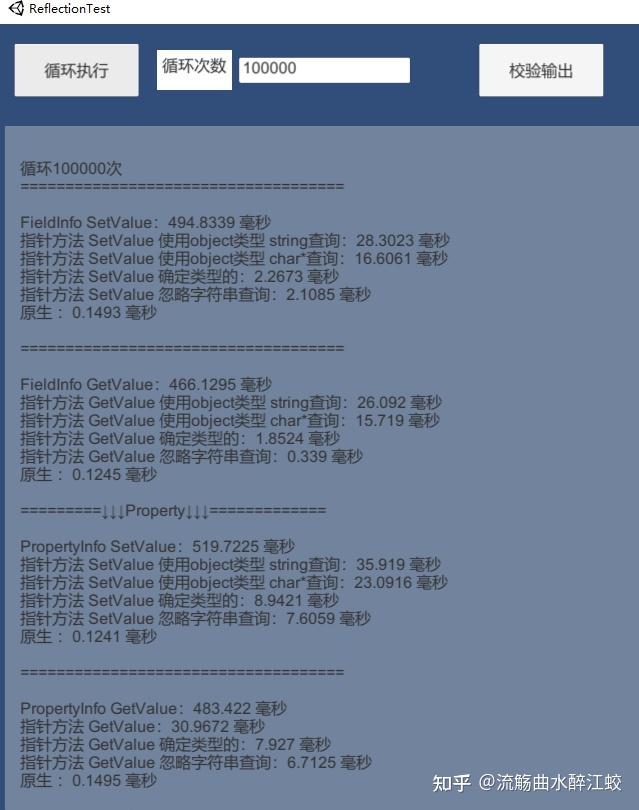 ReflectionTest
循环执行 循环次数 100000 校验输出
循环100000次
====================================
FieldInfo SetValue：494.8339 毫秒
指针方法 SetValue 使用object类型 string查询：28.3023 毫秒
指针方法 SetValue 使用object类型 char*查询：16.6061 毫秒
指针方法 SetValue 确定类型的：2.2673 毫秒
指针方法 SetValue 忽略字符串查询：2.1085 毫秒
原生 ：0.1493 毫秒
====================================
FieldInfo GetValue：466.1295 毫秒
指针方法 GetValue 使用object类型 string查询：26.092 毫秒
指针方法 GetValue 使用object类型 char*查询：15.719 毫秒
指针方法 GetValue 确定类型的：1.8524 毫秒
指针方法 GetValue 忽略字符串查询：0.339 毫秒
原生 ：0.1245 毫秒
=========↓↓↓Property↓↓↓=============
PropertyInfo SetValue：519.7225 毫秒
指针方法 SetValue 使用object类型 string查询：35.919 毫秒
指针方法 SetValue 使用object类型 char*查询：23.0916 毫秒
指针方法 SetValue 确定类型的：8.9421 毫秒
指针方法 SetValue 忽略字符串查询：7.6059 毫秒
原生 ：0.1241 毫秒
====================================
PropertyInfo GetValue：483.422 毫秒
指针方法 GetValue：30.9672 毫秒
指针方法 GetValue 确定类型的：7.927 毫秒
指针方法 GetValue 忽略字符串查询：6.7125 毫秒
原生 ：0.1495 毫秒
知乎 @流觞曲水醉江蛟